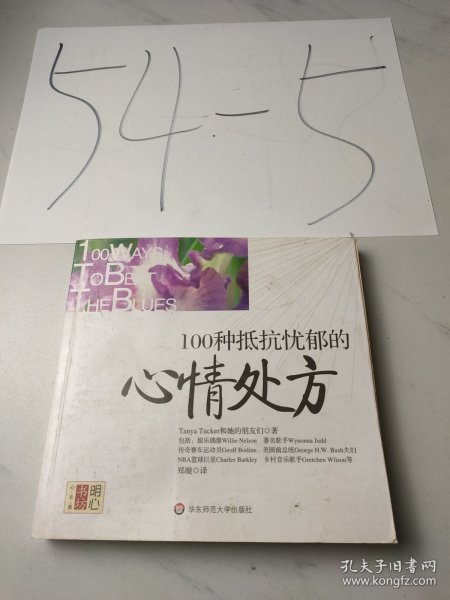 54-5
100 WAYS
TO BE
THE BLUES
100种抵抗忧郁的
心情处方
Tanya Tucker和她的朋友们◎著
包括：娱乐偶像Willie Nelson 著名歌手Wynonna Judd
传奇赛车运动员Geoff Bodine 美国前总统George H.W. Bush夫妇
NBA篮球巨星Charles Barkley 乡村音乐歌手Gretchen Wilson等
郑璇◎译
明心
书坊
华东师范大学出版社
孔夫子旧书网
www.kongfz.com